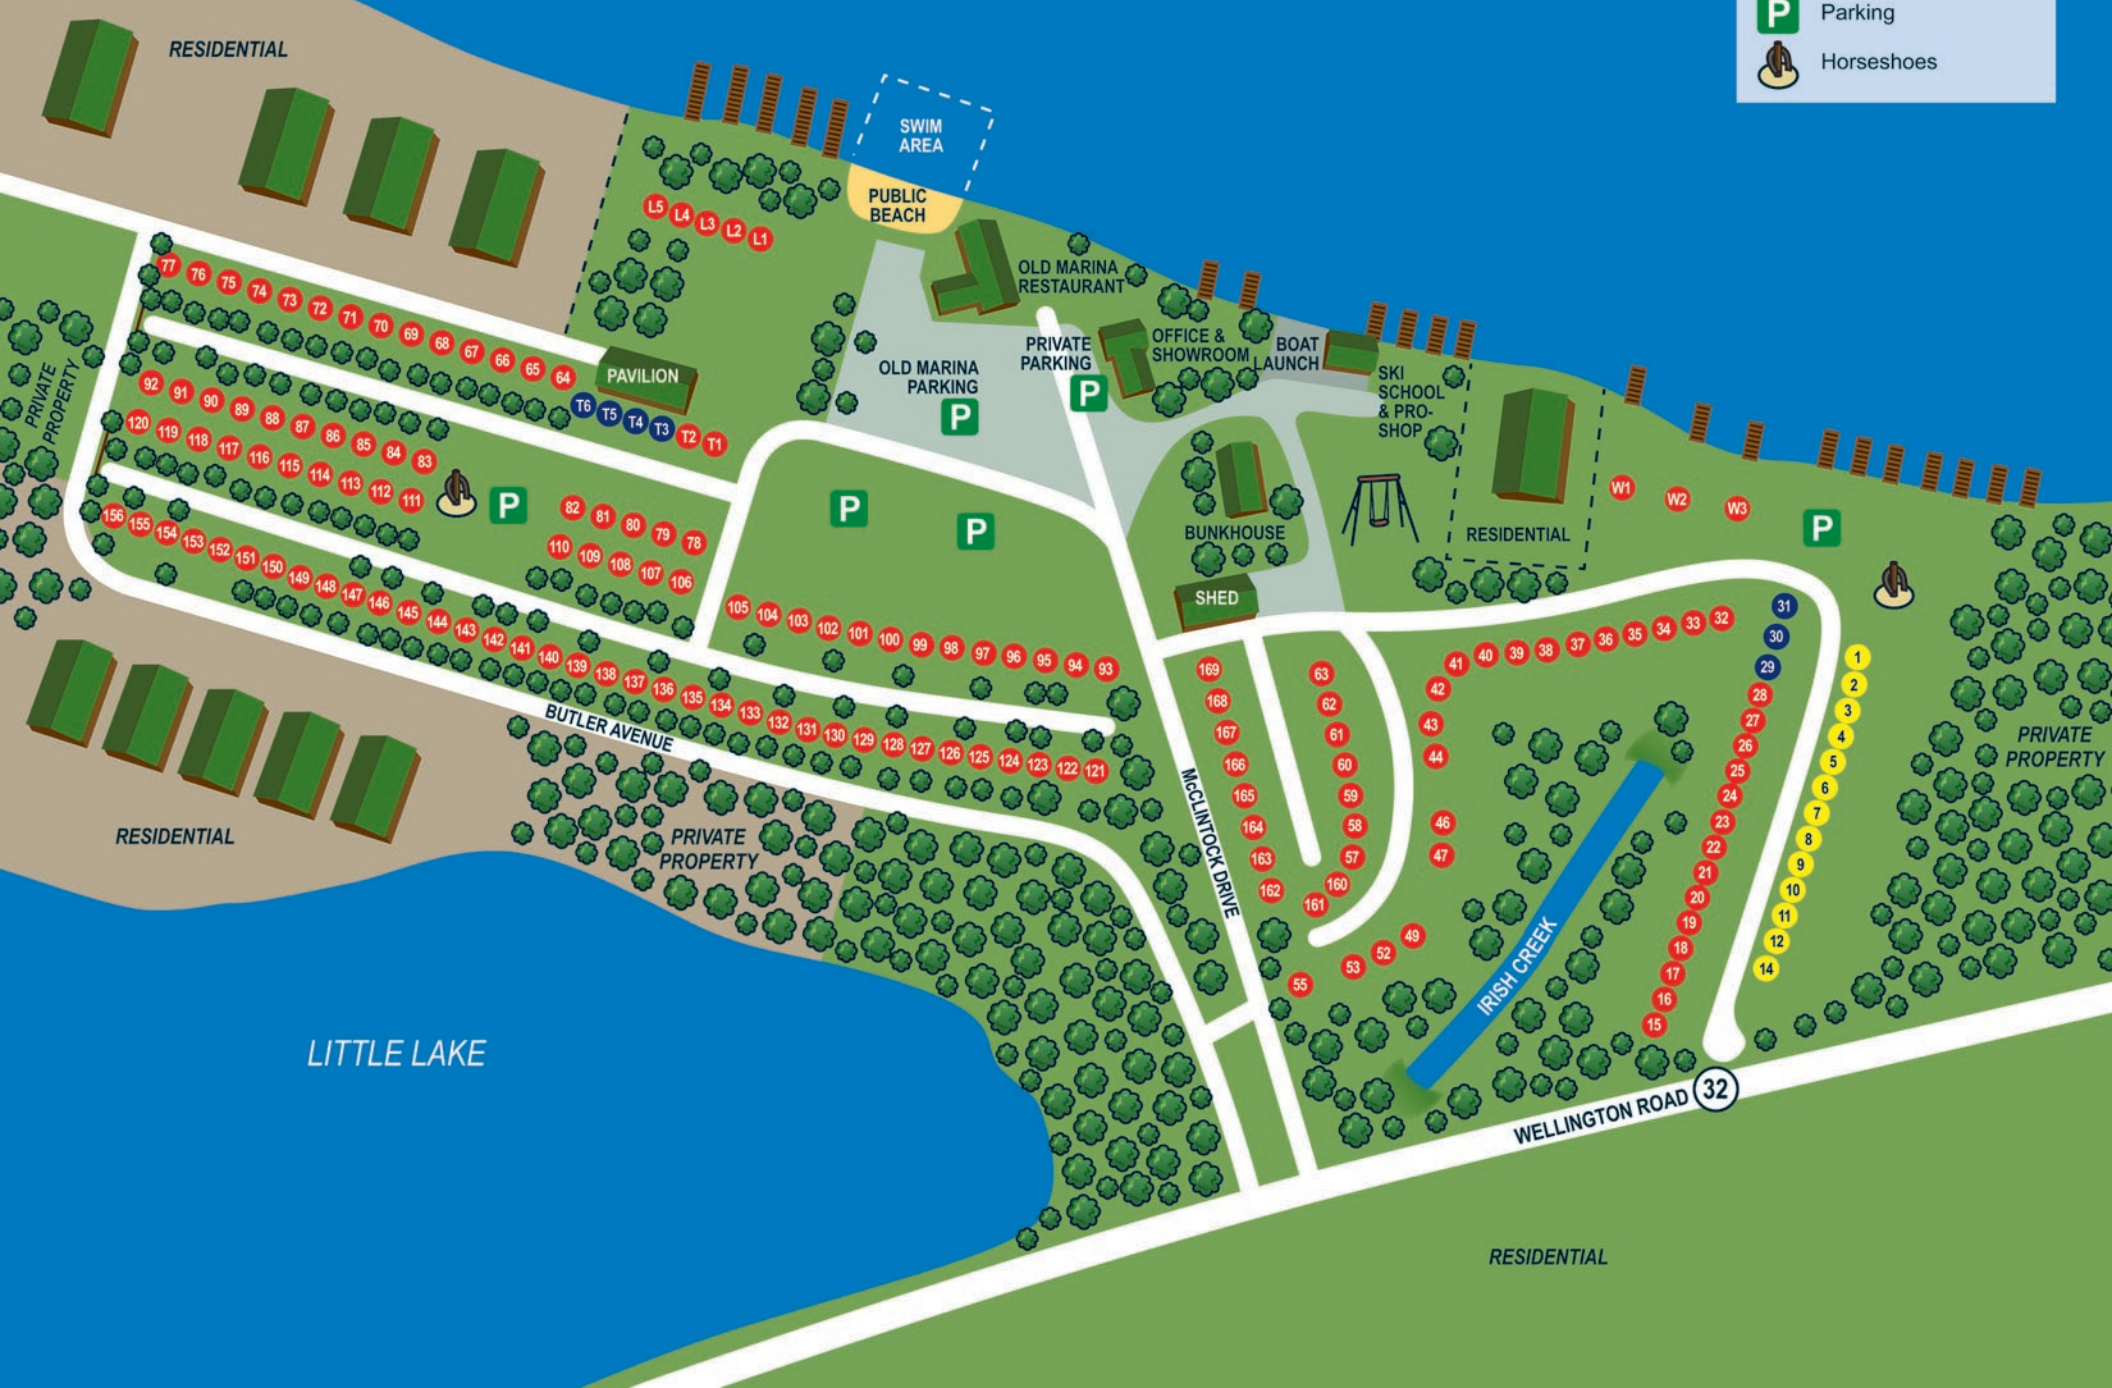 P Parking
Horseshoes
RESIDENTIAL
SWIM
AREA
PUBLIC
BEACH
L5 L4 L3 L2 L1
OLD MARINA
RESTAURANT
PRIVATE
PARKING
P
OFFICE &
SHOWROOM
BOAT
LAUNCH
SKI
SCHOOL
& PRO-
SHOP
OLD MARINA
PARKING
P
PRIVATE
PROPERTY
77 76 75 74 73 72 71 70 69 68 67 66 65 64
PAVILION
T6 T5 T4 T3 T2 T1
92 91 90 89 88 87 86 85 84 83
120 119 118 117 116 115 114 113 112 111
P
82 81 80 79 78
110 109 108 107 106
P
P
BUNKHOUSE
SHED
RESIDENTIAL
W1 W2 W3
P
156 155 154 153 152 151 150 149 148 147 146 145 144 143 142 141 140 139 138 137 136 135 134 133 132 131 130 129 128 127 126 125 124 123 122 121
105 104 103 102 101 100 99 98 97 96 95 94 93
BUTLER AVENUE
McCLINTOCK DRIVE
169
168
167
166
165
164
163
162
63
62
61
60
59
58
57
160
161
41 40 39 38 37 36 35 34 33 32
42
43
44
46
47
49
52
53
55
31
30
29
28
27
26
25
24
23
22
21
20
19
18
17
16
15
1
2
3
4
5
6
7
8
9
10
11
12
14
PRIVATE
PROPERTY
IRISH CREEK
RESIDENTIAL
PRIVATE
PROPERTY
LITTLE LAKE
WELLINGTON ROAD 32
RESIDENTIAL